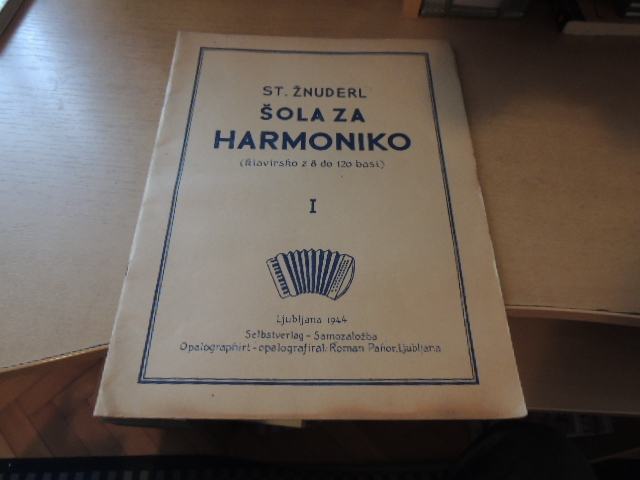 ST. ŽNUDERL
ŠOLA ZA
HARMONIKO
(klavirsko z 8 do 120 basi)
I
Ljubljana 1944
Selbstverlag - Samozaložba
Opalographirt - opalografiral: Roman Pahor, Ljubljana